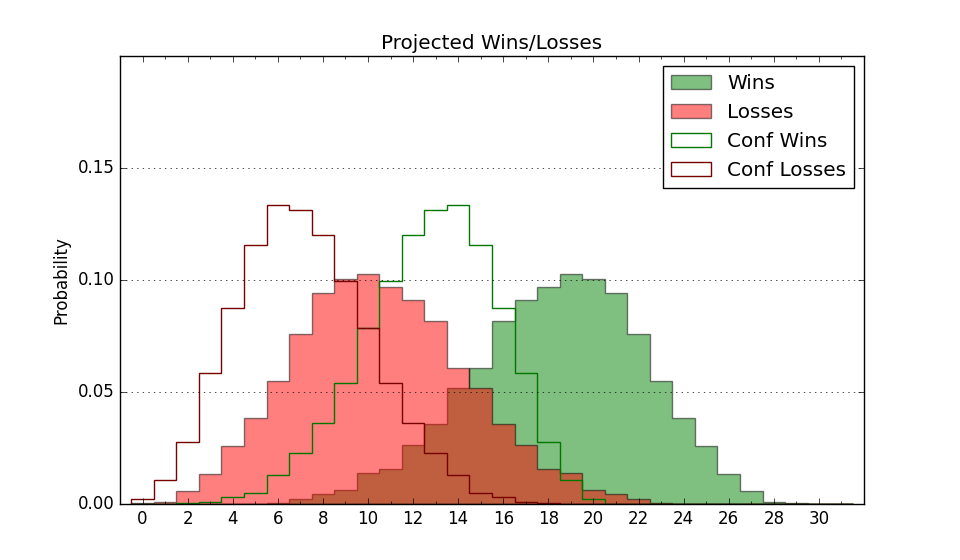 Projected Wins/Losses
Wins
Losses
Conf Wins
Conf Losses
Probability
0.15
0.10
0.05
0.00
0 2 4 6 8 10 12 14 16 18 20 22 24 26 28 30